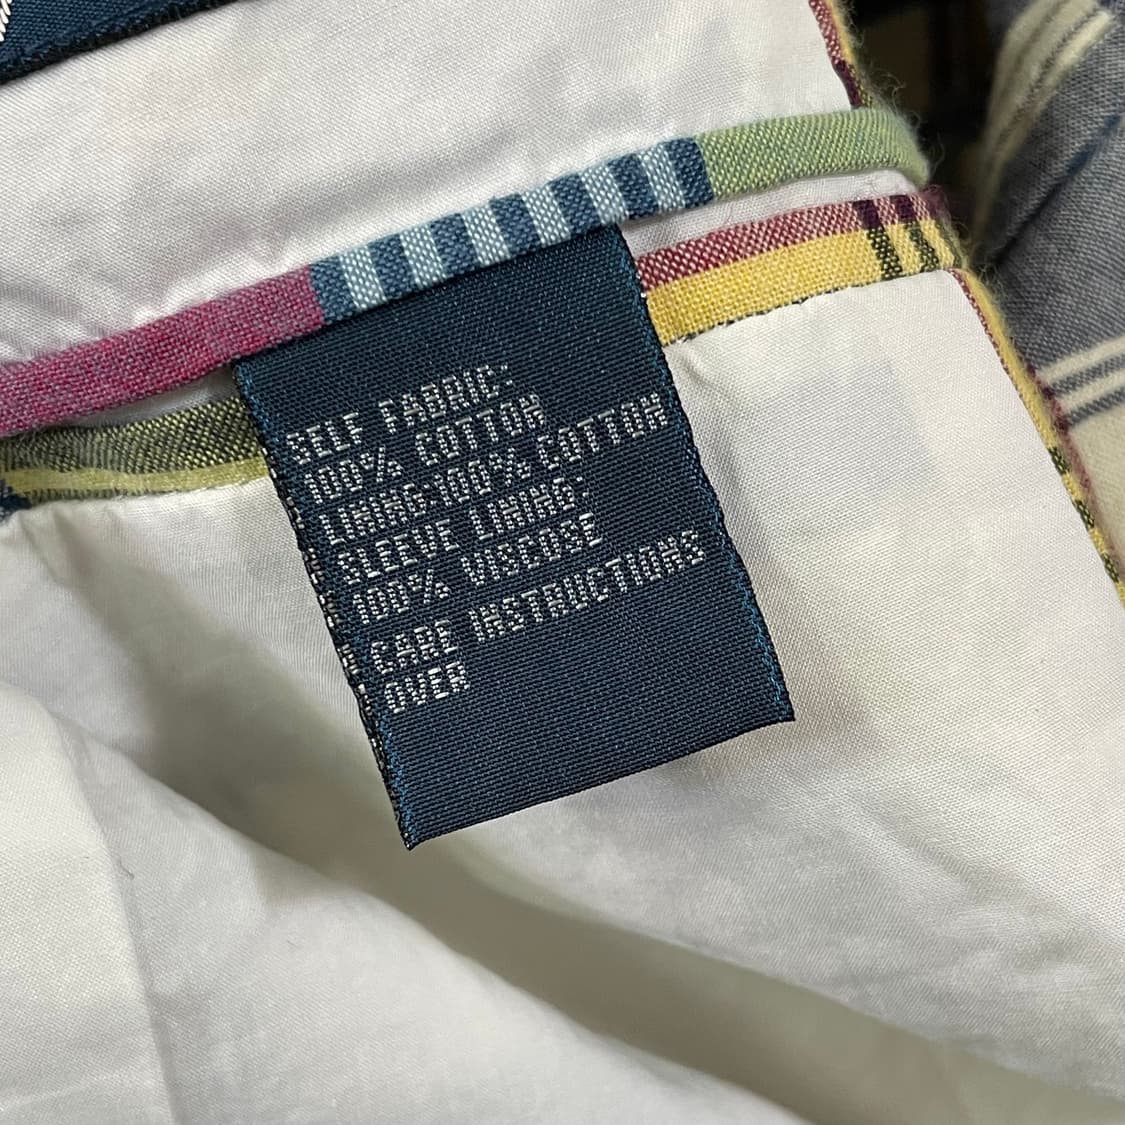 SELF FABRIC:
100% COTTON
LINING:100% COTTON
SLEEVE LINING:
100% VISCOSE
CARE INSTRUCTIONS
OVER